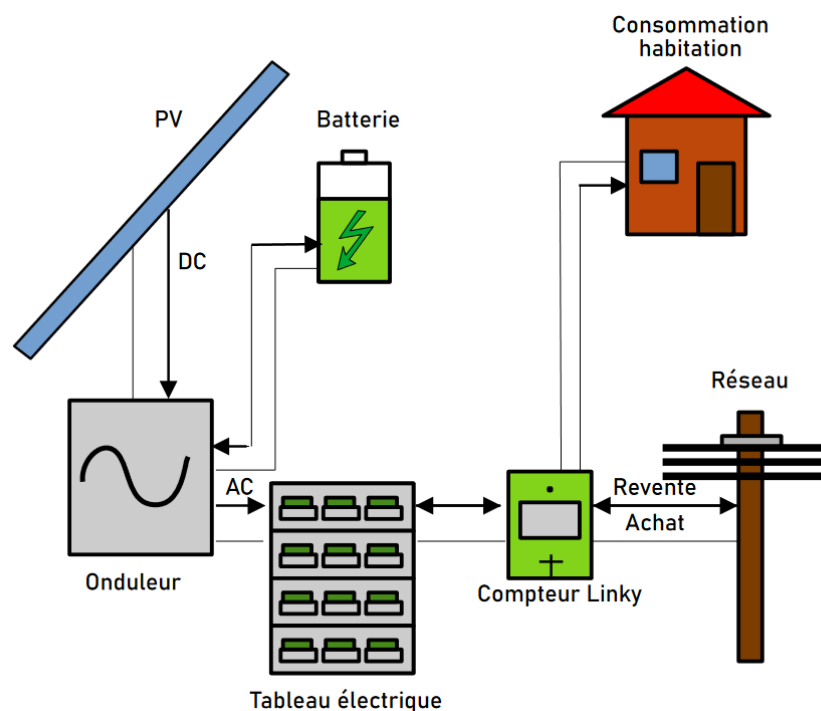 Consommation
habitation
PV
Batterie
DC
Réseau
AC
Revente
Achat
Onduleur
Compteur Linky
Tableau électrique